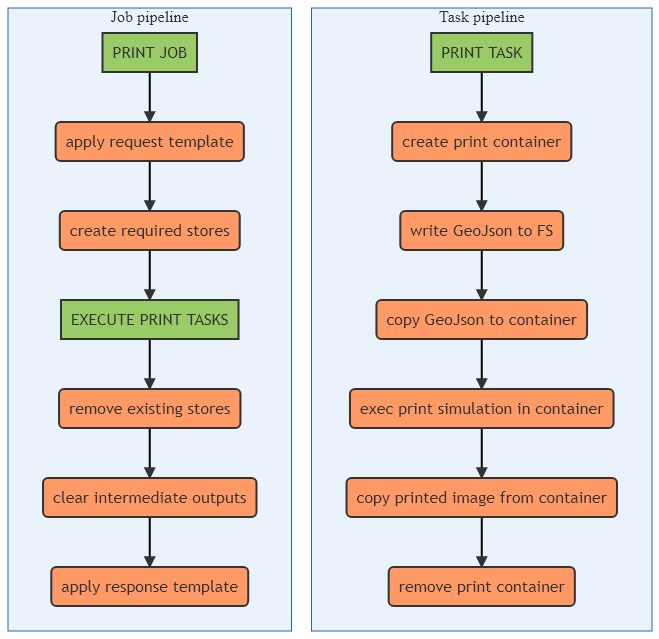 Job pipeline
PRINT JOB
apply request template
create required stores
EXECUTE PRINT TASKS
remove existing stores
clear intermediate outputs
apply response template
Task pipeline
PRINT TASK
create print container
write GeoJson to FS
copy GeoJson to container
exec print simulation in container
copy printed image from container
remove print container